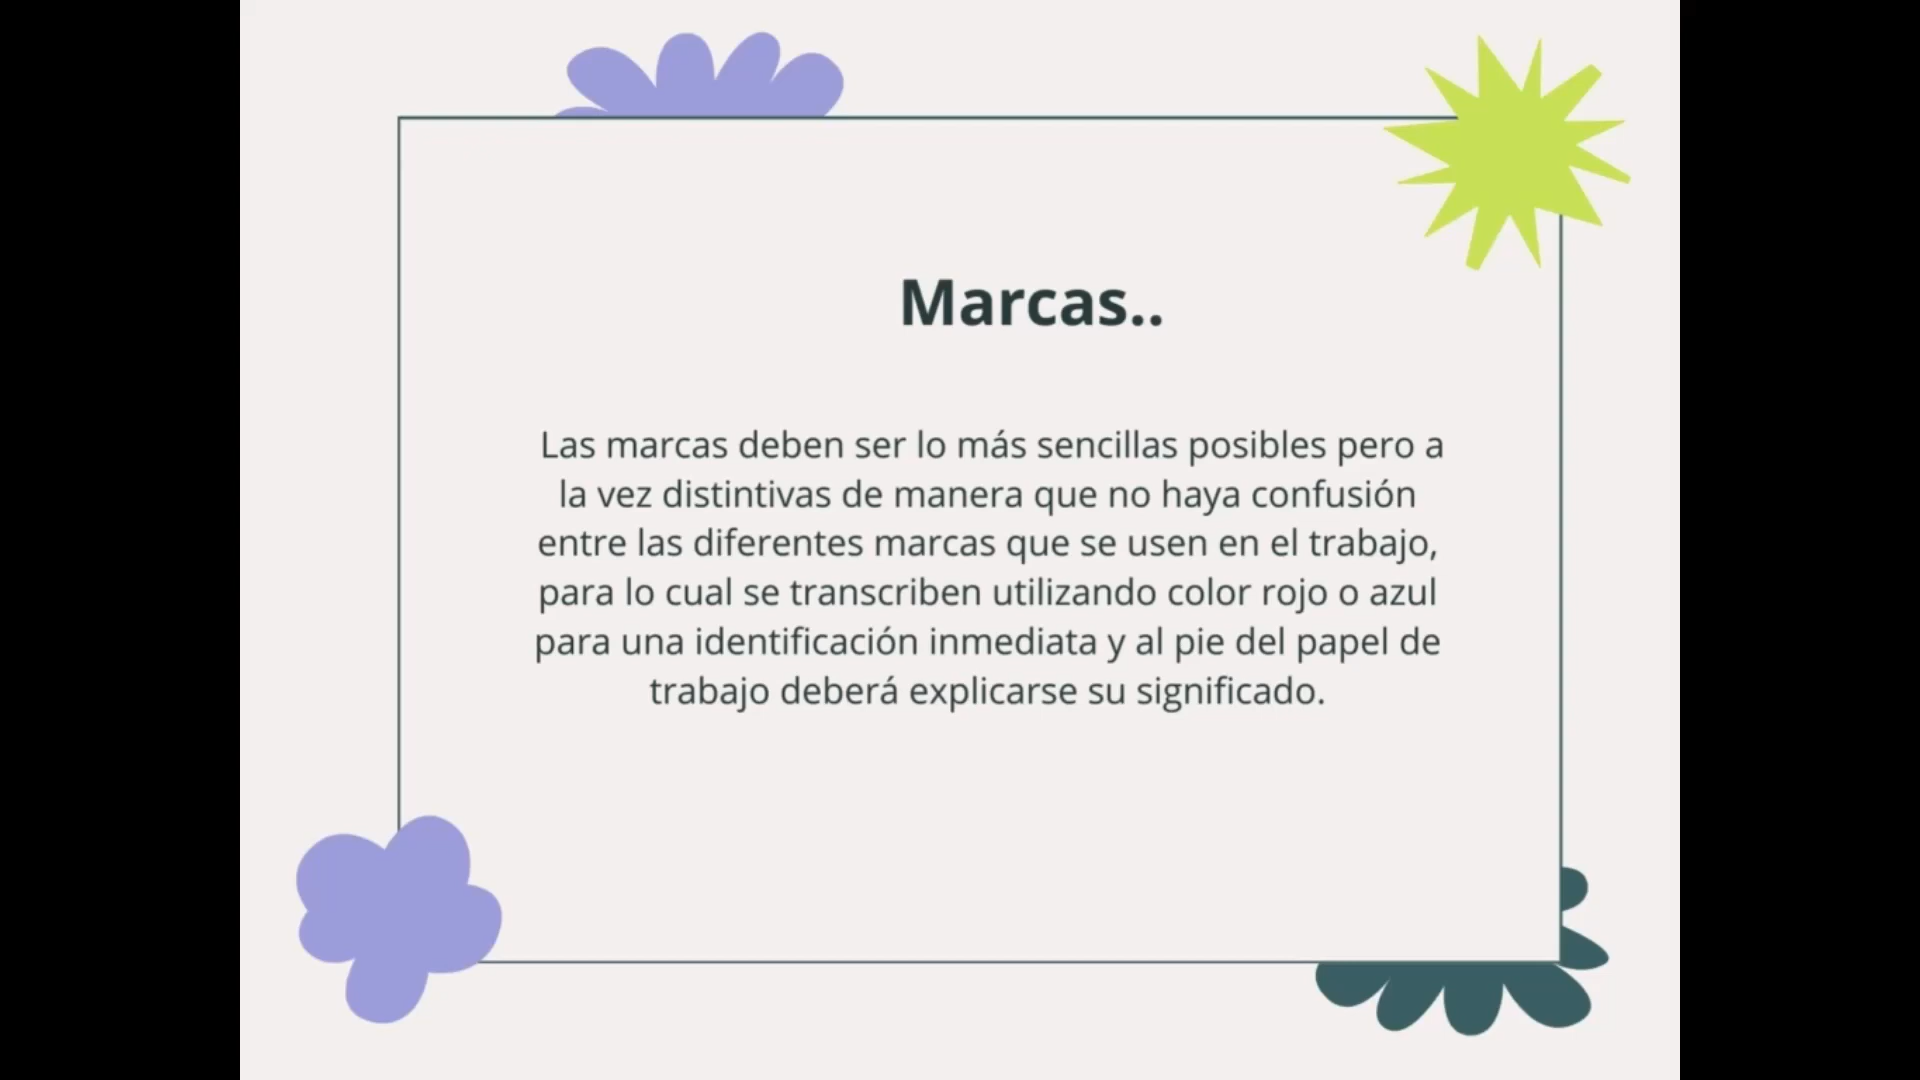 Marcas..
Las marcas deben ser lo más sencillas posibles pero a
la vez distintivas de manera que no haya confusión
entre las diferentes marcas que se usen en el trabajo,
para lo cual se transcriben utilizando color rojo o azul
para una identificación inmediata y al pie del papel de
trabajo deberá explicarse su significado.